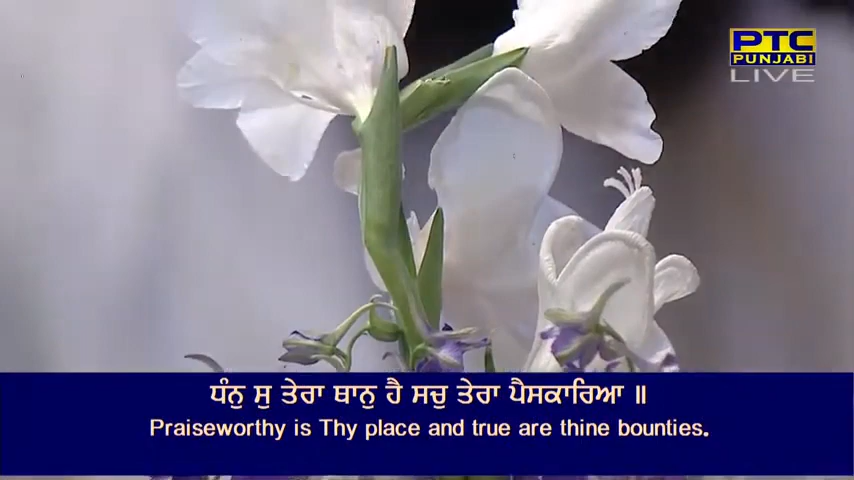 PTC
PUNJABI
LIVE
ਧੰਨੁ ਸੁ ਤੇਰਾ ਥਾਨੁ ਹੈ ਸਚੁ ਤੇਰਾ ਪੈਸਕਾਰਿਆ ॥
Praiseworthy is Thy place and true are thine bounties.